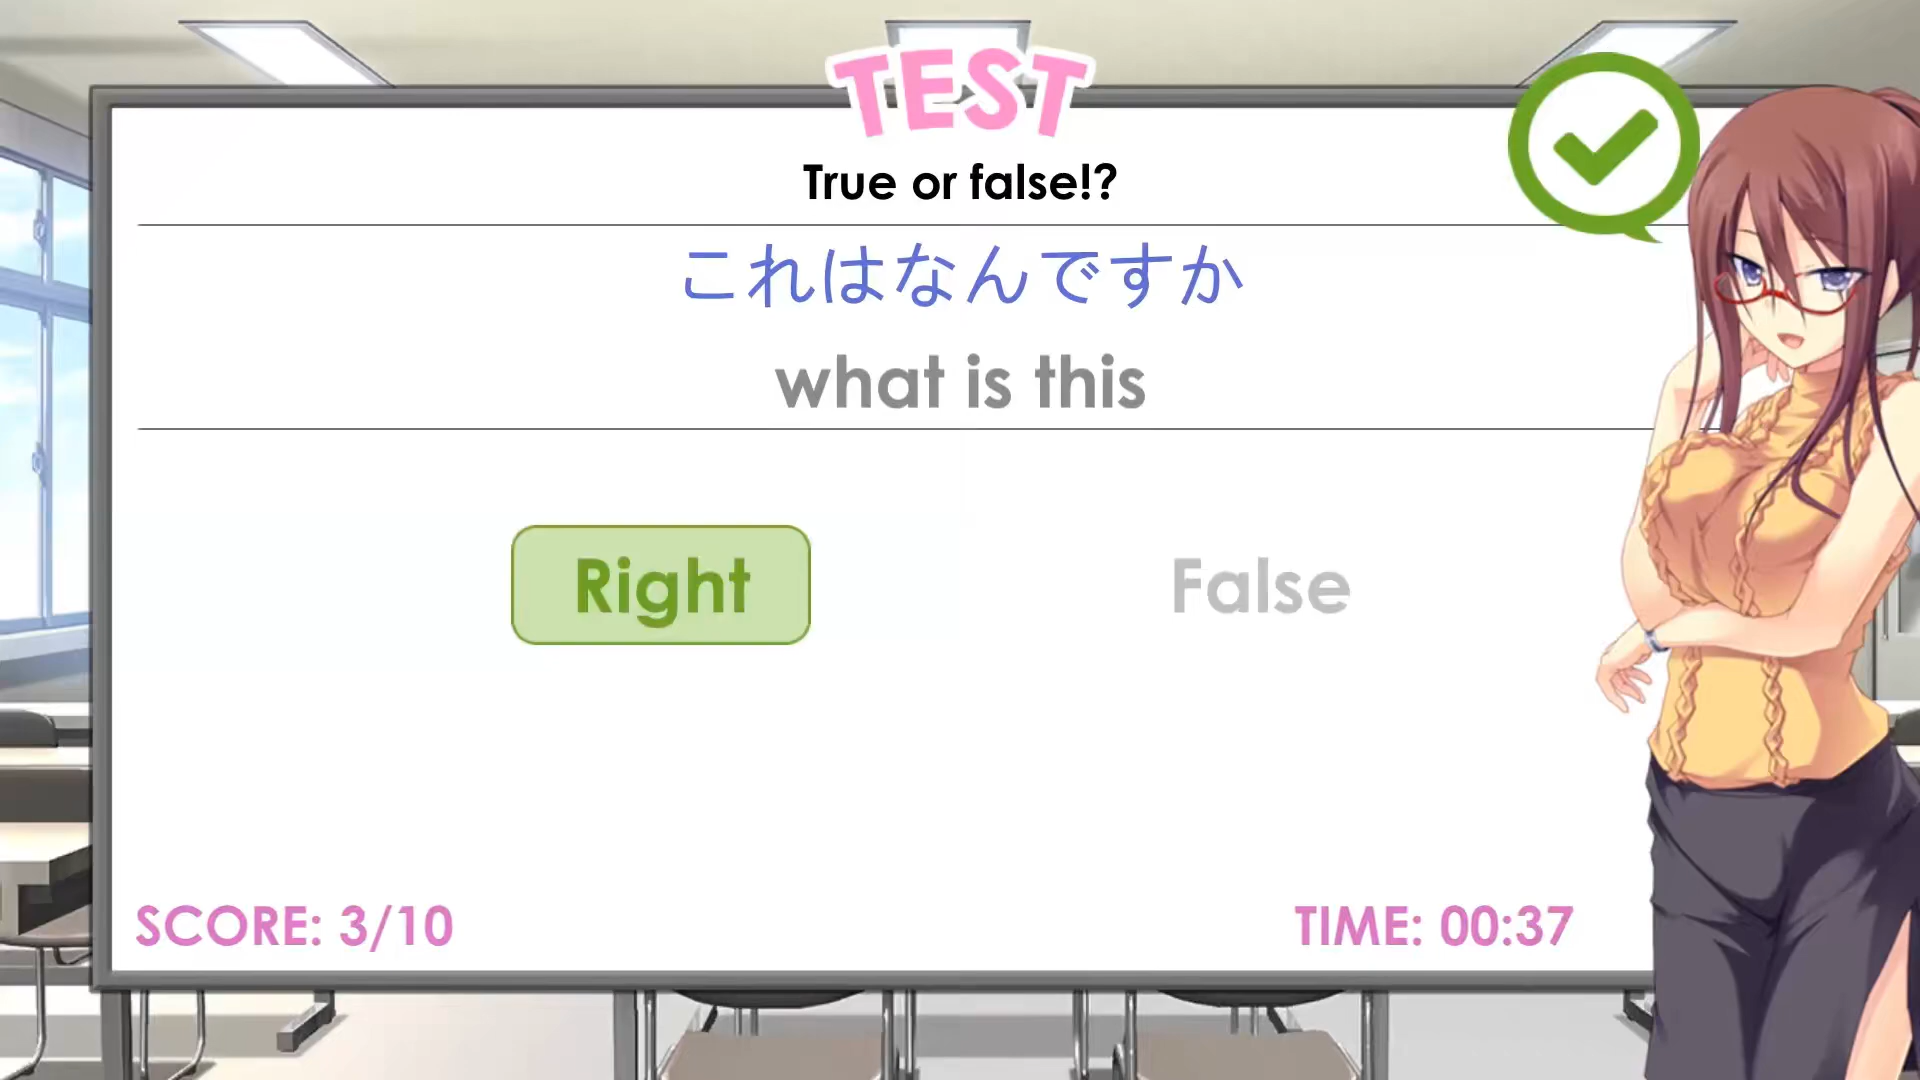 TEST
True or false!?
これはなんですか
what is this
Right
False
SCORE: 3/10
TIME: 00:37